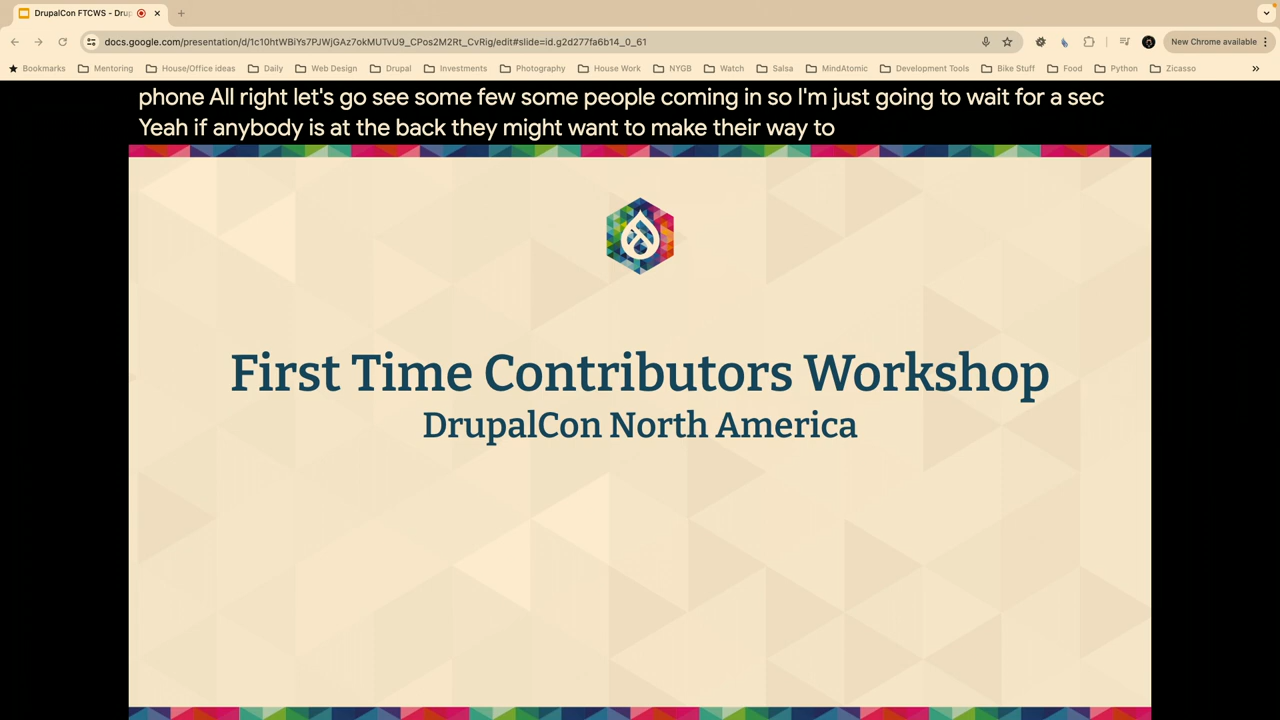 DrupalCon FTCWS - Drup
docs.google.com/presentation/d/1c10htWBiYs7PJWjGAz7okMUTvU9_CPos2M2Rt_CvRig/edit#slide=id.g2d277fa6b14_0_61
New Chrome available
Bookmarks Mentoring House/Office ideas Daily Web Design Drupal Investments Photography House Work NYGB Watch Salsa MindAtomic Development Tools Bike Stuff Food Python Zicasso
phone All right let's go see some few some people coming in so I'm just going to wait for a sec
Yeah if anybody is at the back they might want to make their way to
First Time Contributors Workshop
DrupalCon North America